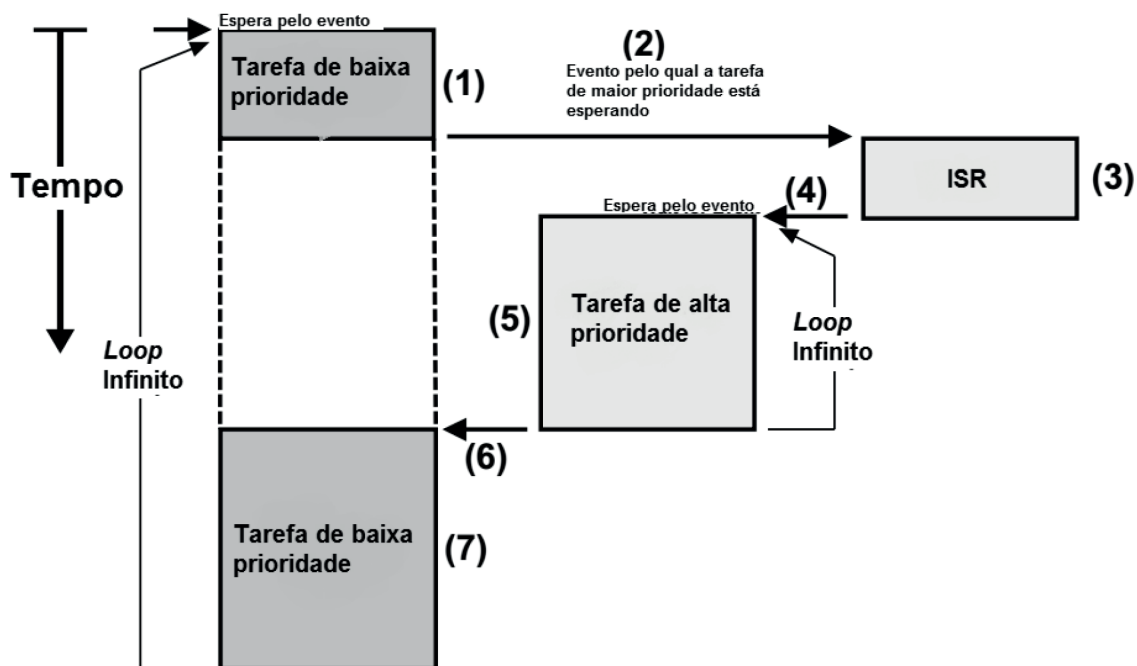 Espera pelo evento
Tarefa de baixa
prioridade
(1)
(2)
Evento pelo qual a tarefa
de maior prioridade está
esperando
Tempo
ISR
(3)
Espera pelo evento
(4)
Tarefa de alta
prioridade
(5)
Loop
Infinito
Loop
Infinito
(6)
Tarefa de baixa
prioridade
(7)